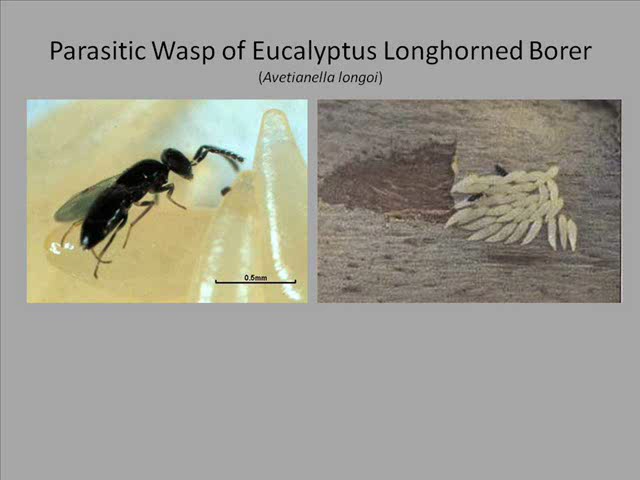 Parasitic Wasp of Eucalyptus Longhorned Borer
(Avetianella longoi)
0.5mm